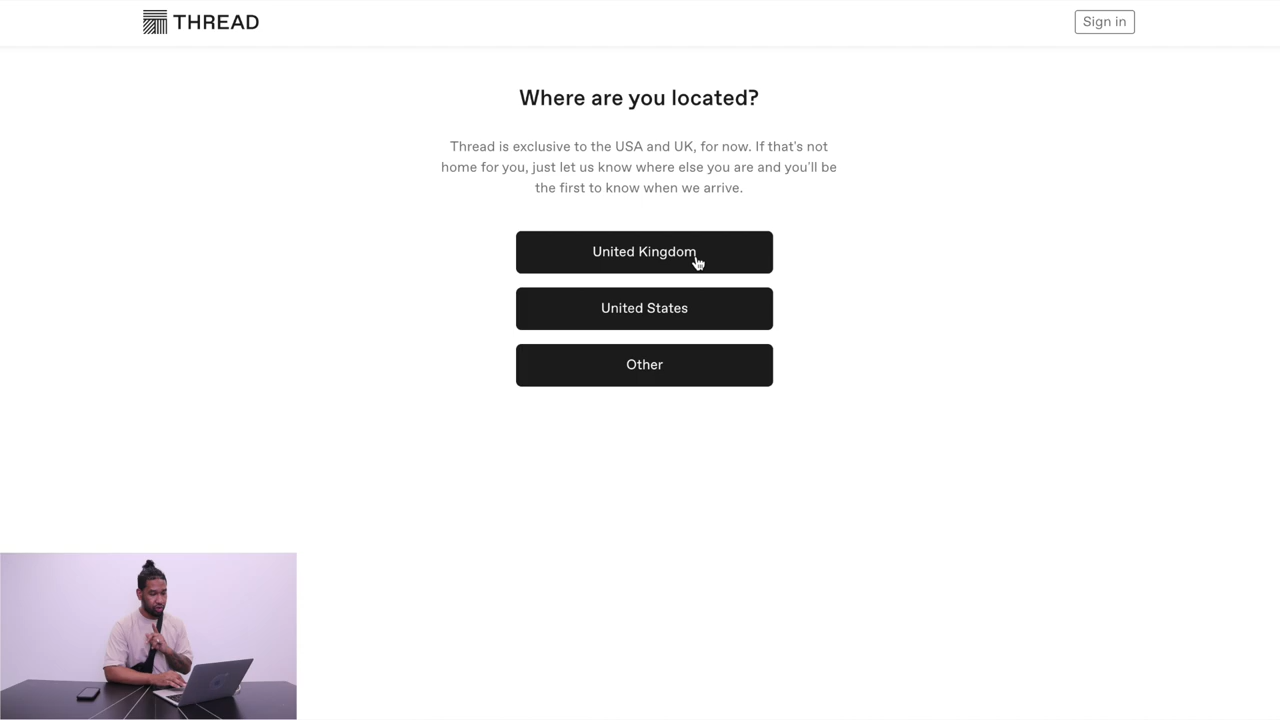 THREAD
Sign in
Where are you located?
Thread is exclusive to the USA and UK, for now. If that's not
home for you, just let us know where else you are and you'll be
the first to know when we arrive.
United Kingdom
United States
Other